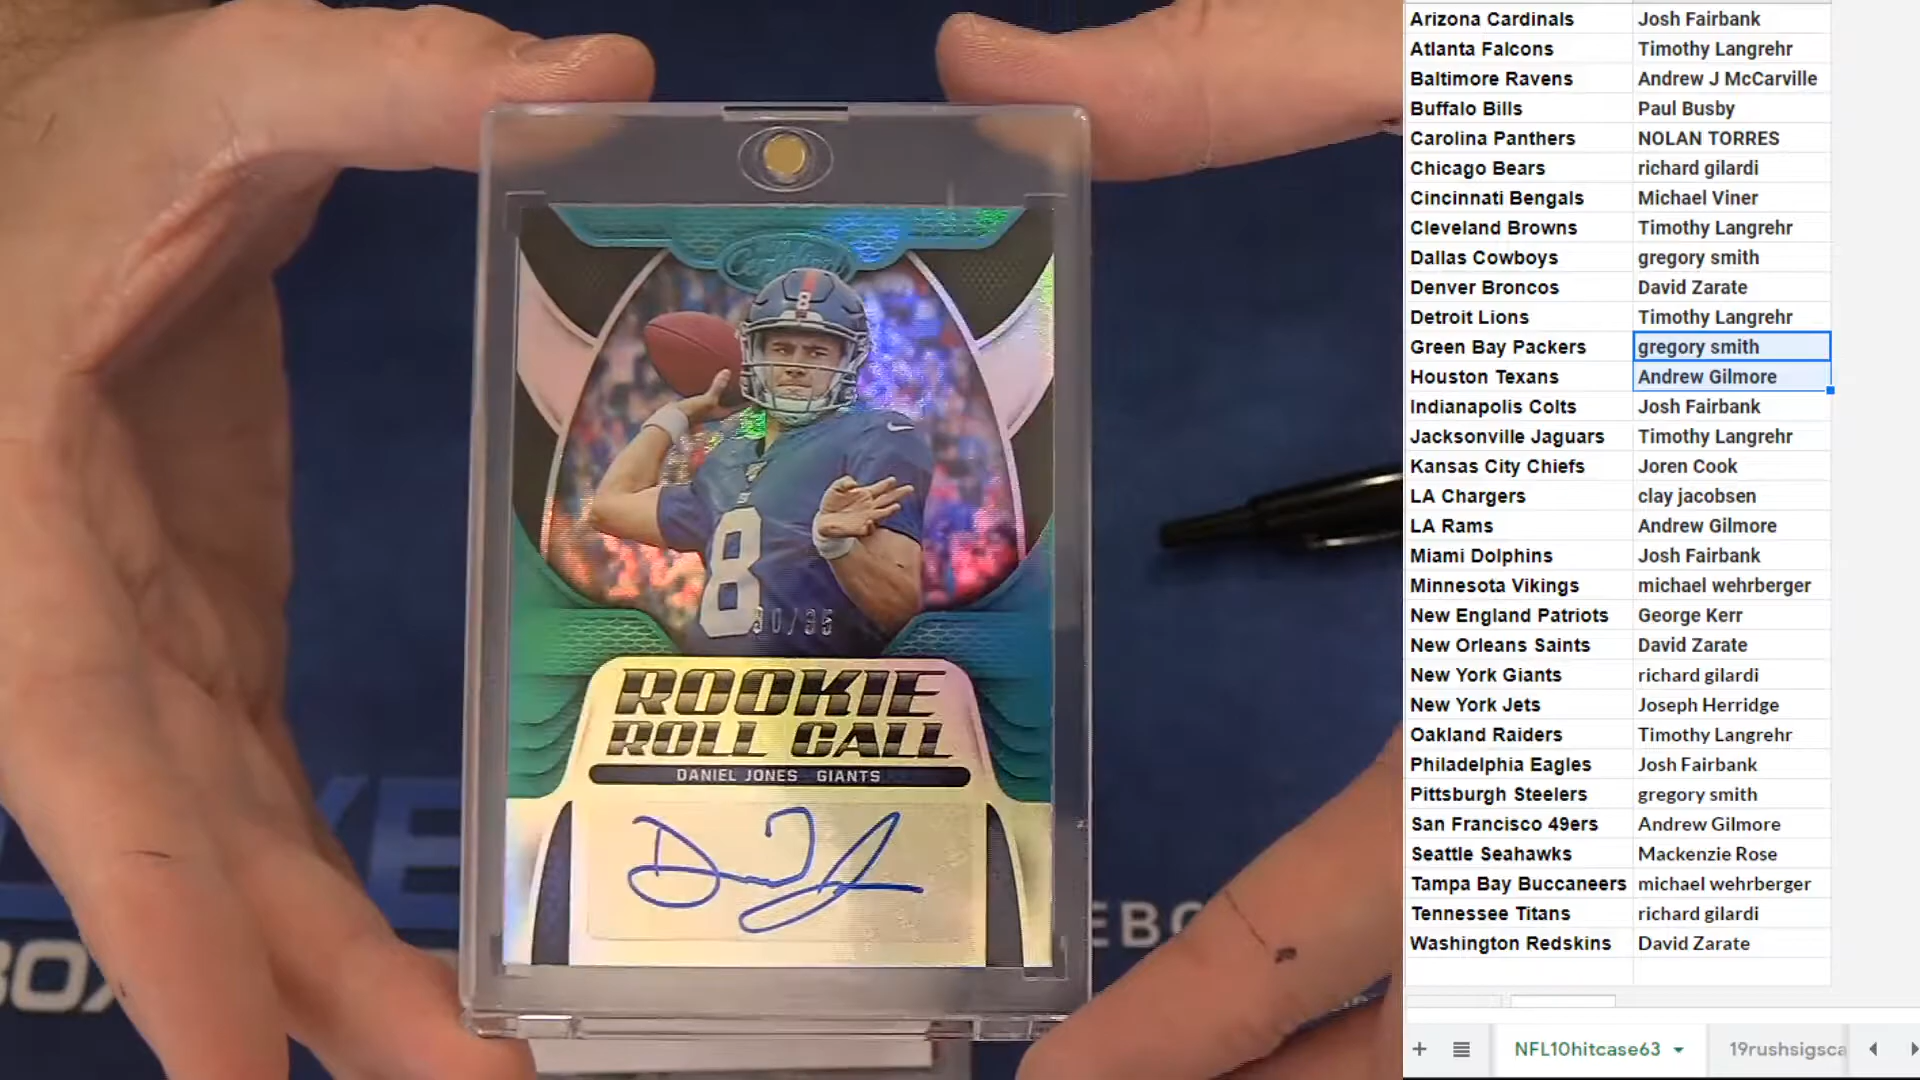 Certified
8
8
30/35
ROOKIE
ROLL CALL
DANIEL JONES GIANTS
Arizona Cardinals Josh Fairbank
Atlanta Falcons Timothy Langrehr
Baltimore Ravens Andrew J McCarville
Buffalo Bills Paul Busby
Carolina Panthers NOLAN TORRES
Chicago Bears richard gilardi
Cincinnati Bengals Michael Viner
Cleveland Browns Timothy Langrehr
Dallas Cowboys gregory smith
Denver Broncos David Zarate
Detroit Lions Timothy Langrehr
Green Bay Packers gregory smith
Houston Texans Andrew Gilmore
Indianapolis Colts Josh Fairbank
Jacksonville Jaguars Timothy Langrehr
Kansas City Chiefs Joren Cook
LA Chargers clay jacobsen
LA Rams Andrew Gilmore
Miami Dolphins Josh Fairbank
Minnesota Vikings michael wehrberger
New England Patriots George Kerr
New Orleans Saints David Zarate
New York Giants richard gilardi
New York Jets Joseph Herridge
Oakland Raiders Timothy Langrehr
Philadelphia Eagles Josh Fairbank
Pittsburgh Steelers gregory smith
San Francisco 49ers Andrew Gilmore
Seattle Seahawks Mackenzie Rose
Tampa Bay Buccaneers michael wehrberger
Tennessee Titans richard gilardi
Washington Redskins David Zarate
NFL10hitcase63 19rushsigsca